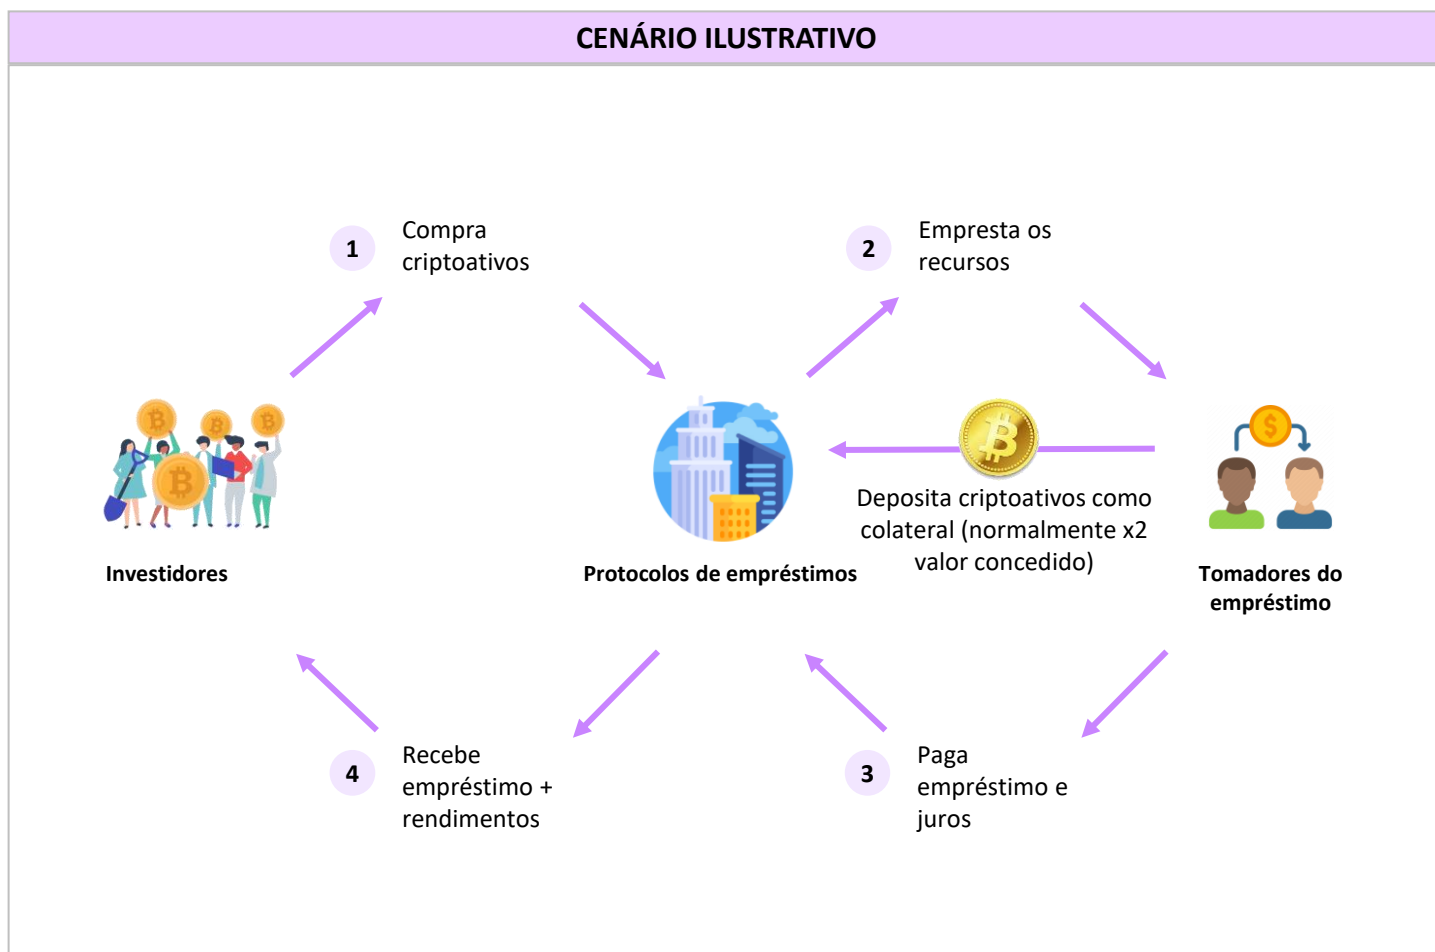 CENÁRIO ILUSTRATIVO
1
Compra
criptoativos
2
Empresta os
recursos
Deposita criptoativos como
colateral (normalmente x2
valor concedido)
Investidores
Protocolos de empréstimos
Tomadores do
empréstimo
4
Recebe
empréstimo +
rendimentos
3
Paga
empréstimo e
juros